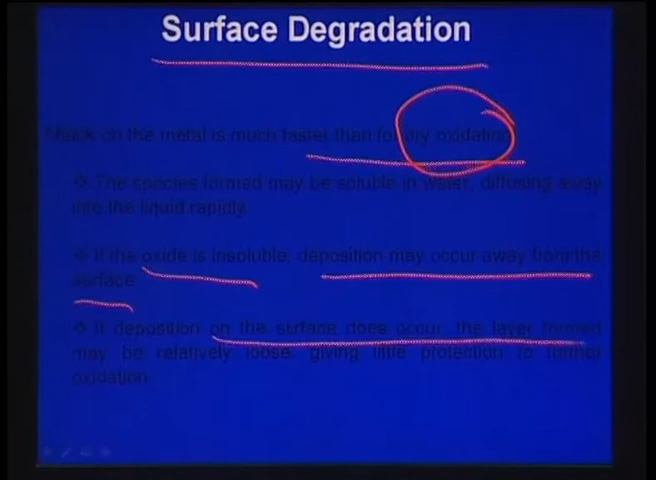 Surface Degradation
Attack on the metal is much faster than for dry oxidation
❖ The species formed may be soluble in water, diffusing away
into the liquid rapidly.
❖ If the oxide is insoluble, deposition may occur away from the
surface
❖ If deposition on the surface does occur, the layer formed
may be relatively loose, giving little protection to further
oxidation.